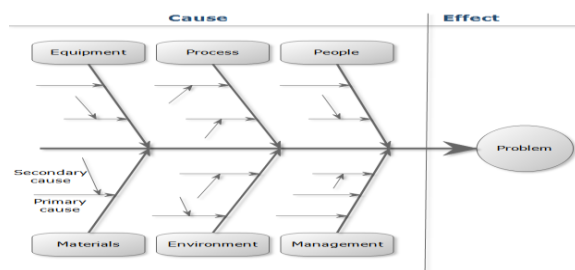 Cause Effect
Equipment Process People
Problem
Secondary
cause
Primary
cause
Materials Environment Management